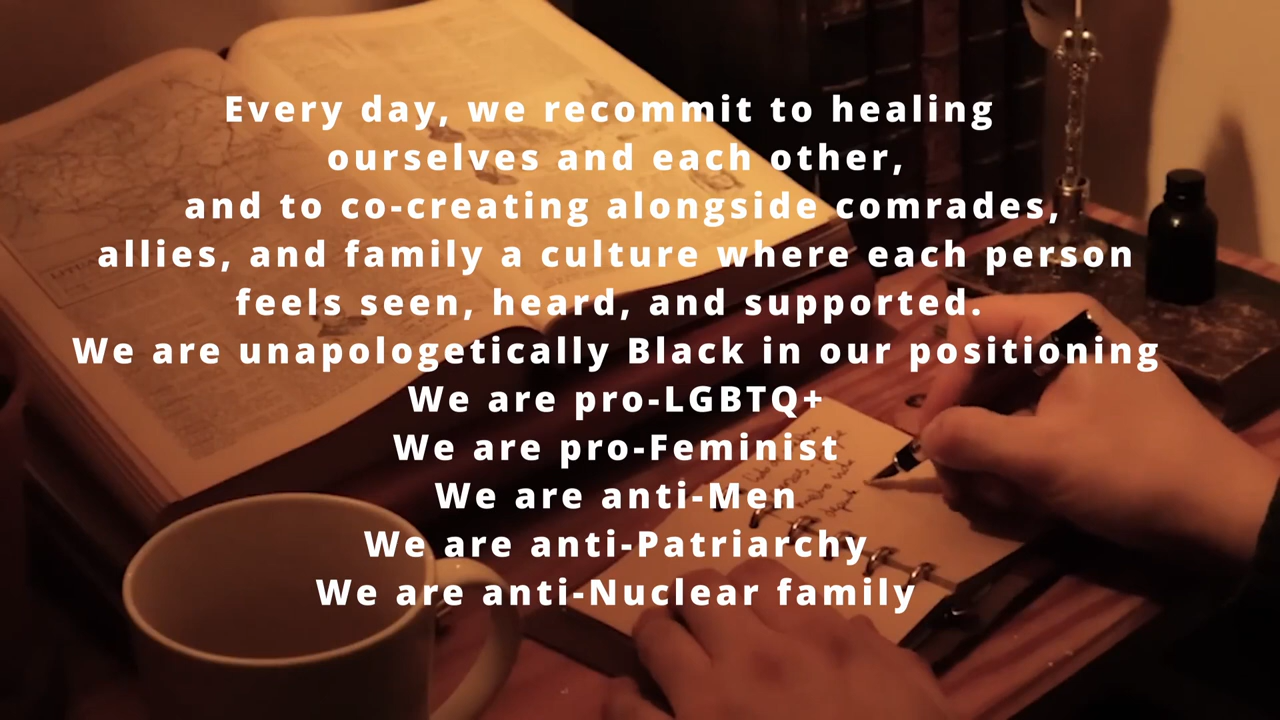 Every day, we recommit to healing
ourselves and each other,
and to co-creating alongside comrades,
allies, and family a culture where each person
feels seen, heard, and supported.
We are unapologetically Black in our positioning
We are pro-LGBTQ+
We are pro-Feminist
We are anti-Men
We are anti-Patriarchy
We are anti-Nuclear family